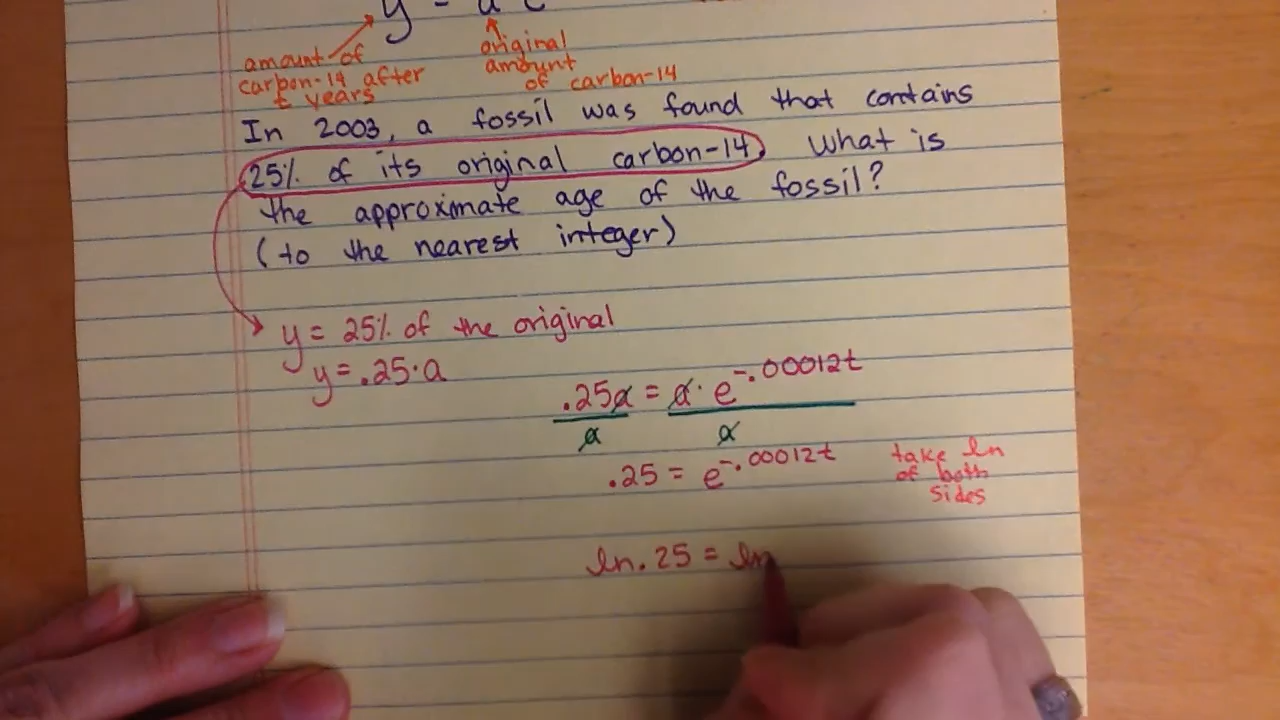 y = a e
amount of
carbon-14 after
t years
original
amount
of carbon-14
In 2003, a fossil was found that contains
25% of its original carbon-14. What is
the approximate age of the fossil?
(to the nearest integer)
y = 25% of the original
y = .25·a
.25a = a· e^-.00012t
a a
.25 = e^-.00012t
take ln
of both
sides
ln .25 = ln